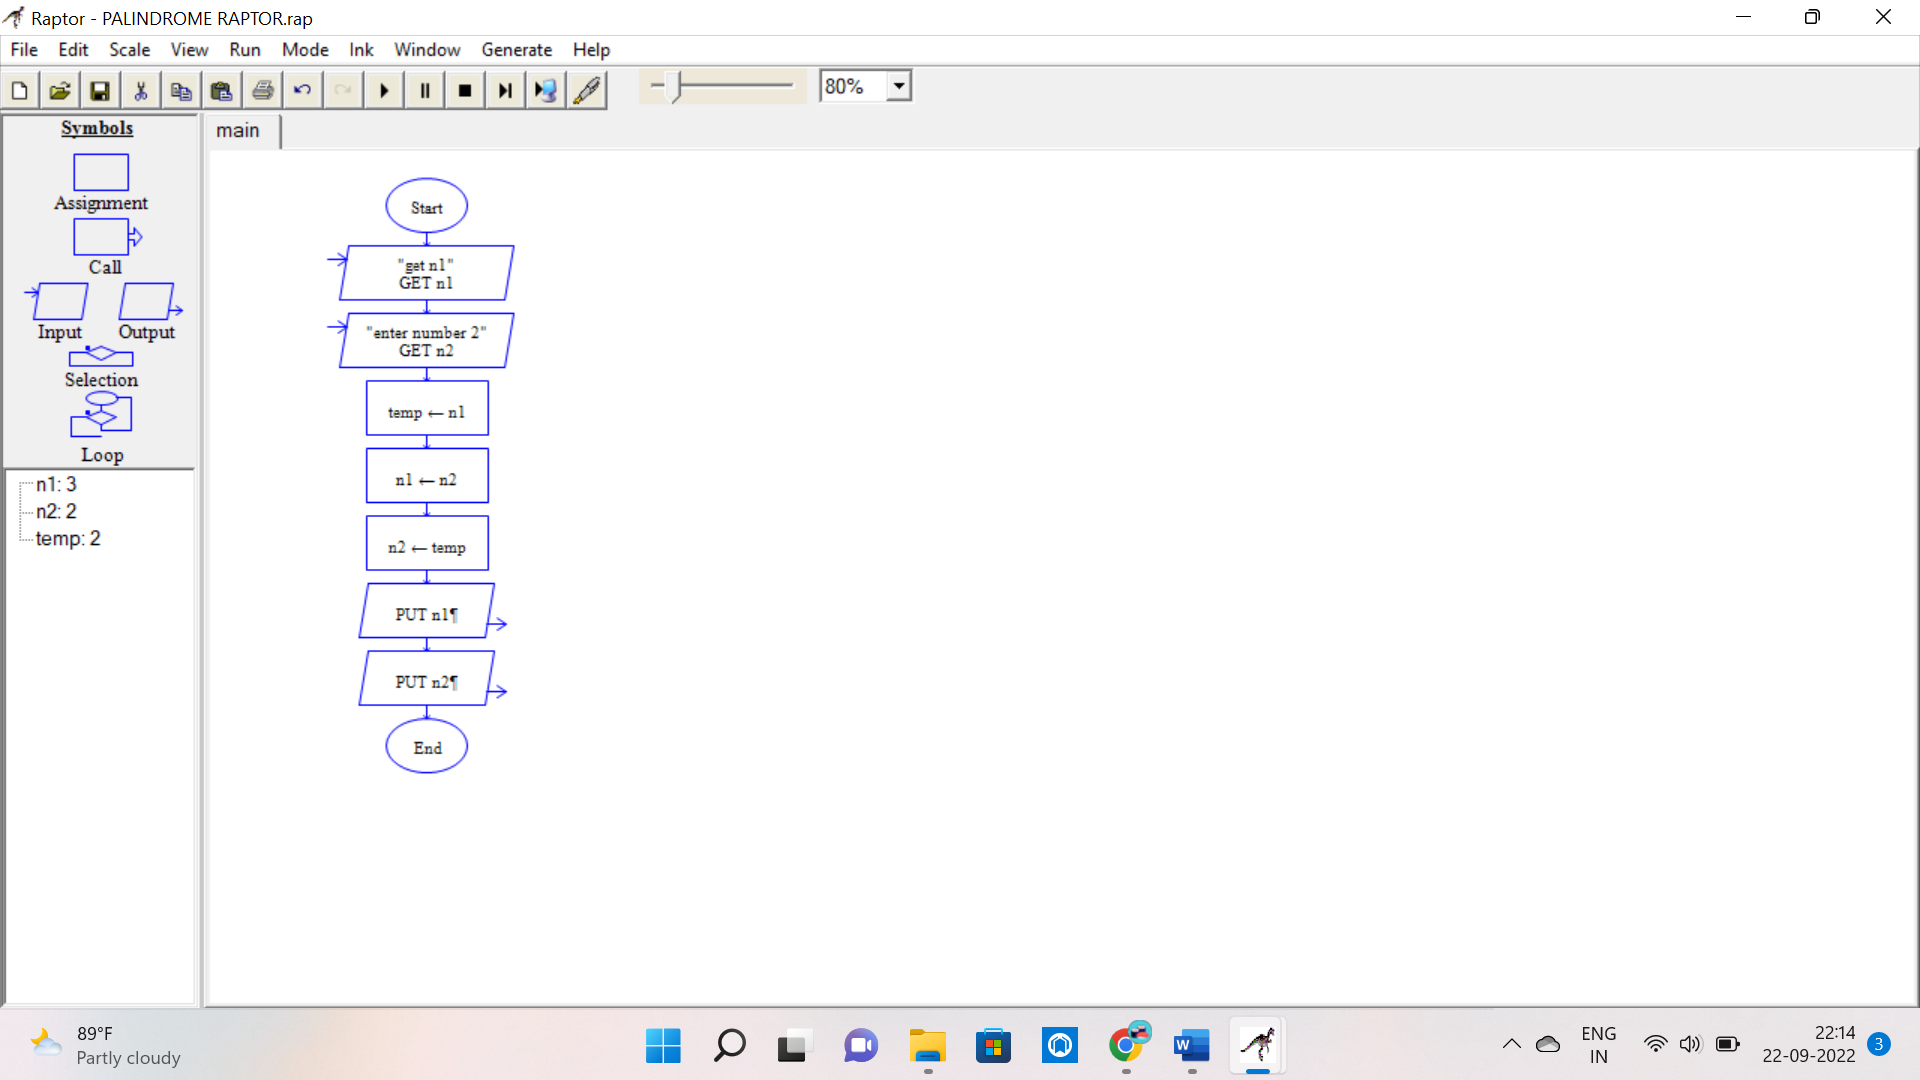 Raptor - PALINDROME RAPTOR.rap
File Edit Scale View Run Mode Ink Window Generate Help
80%
Symbols
Assignment
Call
Input Output
Selection
Loop
n1: 3
n2: 2
temp: 2
main
Start
"get n1"
GET n1
"enter number 2"
GET n2
temp ← n1
n1 ← n2
n2 ← temp
PUT n1¶
PUT n2¶
End
89°F
Partly cloudy
W
ENG
IN
22:14
22-09-2022
3